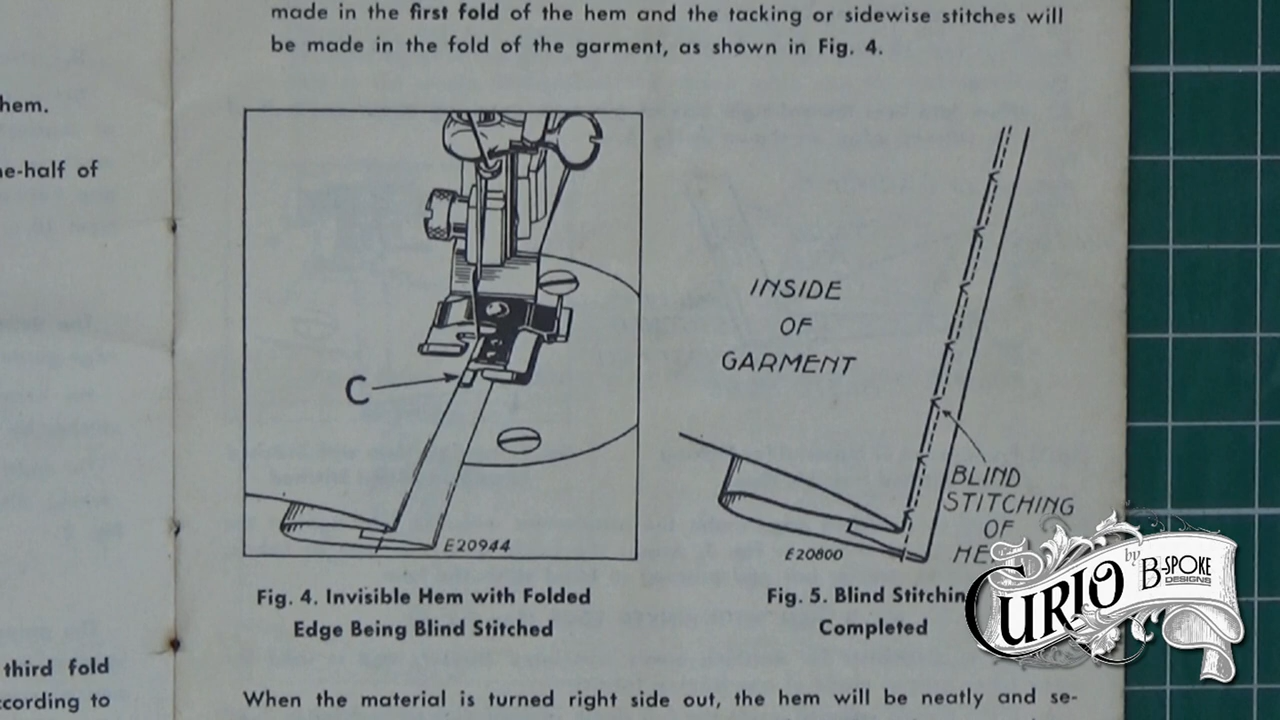 hem.
ne-half of
third fold
ccording to
made in the first fold of the hem and the tacking or sidewise stitches will
be made in the fold of the garment, as shown in Fig. 4.
C
E20944
Fig. 4. Invisible Hem with Folded
Edge Being Blind Stitched
INSIDE
OF
GARMENT
BLIND
STITCHING
OF
E20800
Fig. 5. Blind Stitchin
Completed
When the material is turned right side out, the hem will be neatly and se-
CURIO by B-SPOKE
DESIGNS